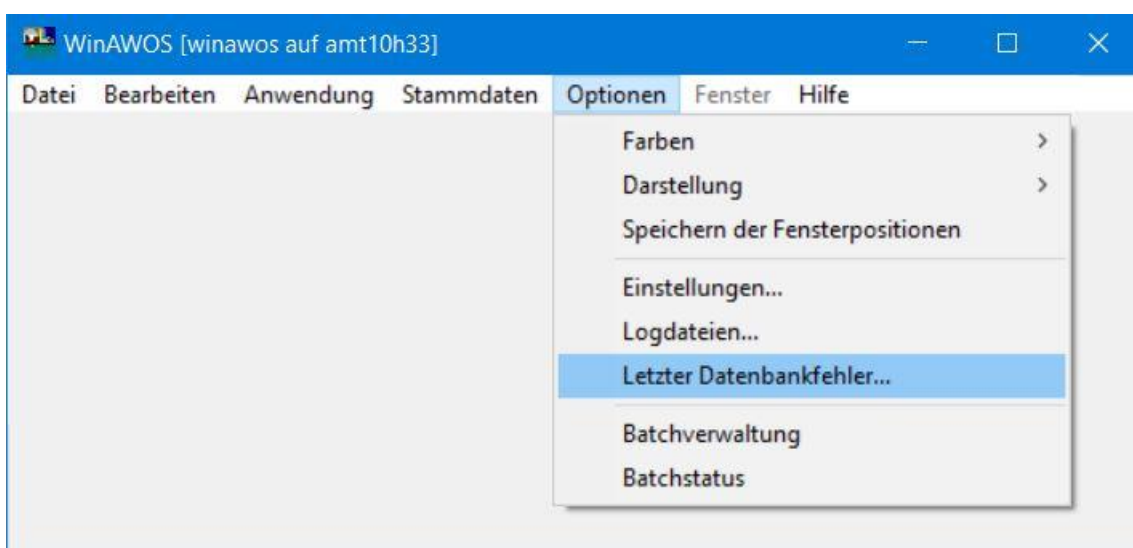 WinAWOS [winawos auf amt10h33]
Datei Bearbeiten Anwendung Stammdaten Optionen Fenster Hilfe
Farben
Darstellung
Speichern der Fensterpositionen
Einstellungen...
Logdateien...
Letzter Datenbankfehler...
Batchverwaltung
Batchstatus